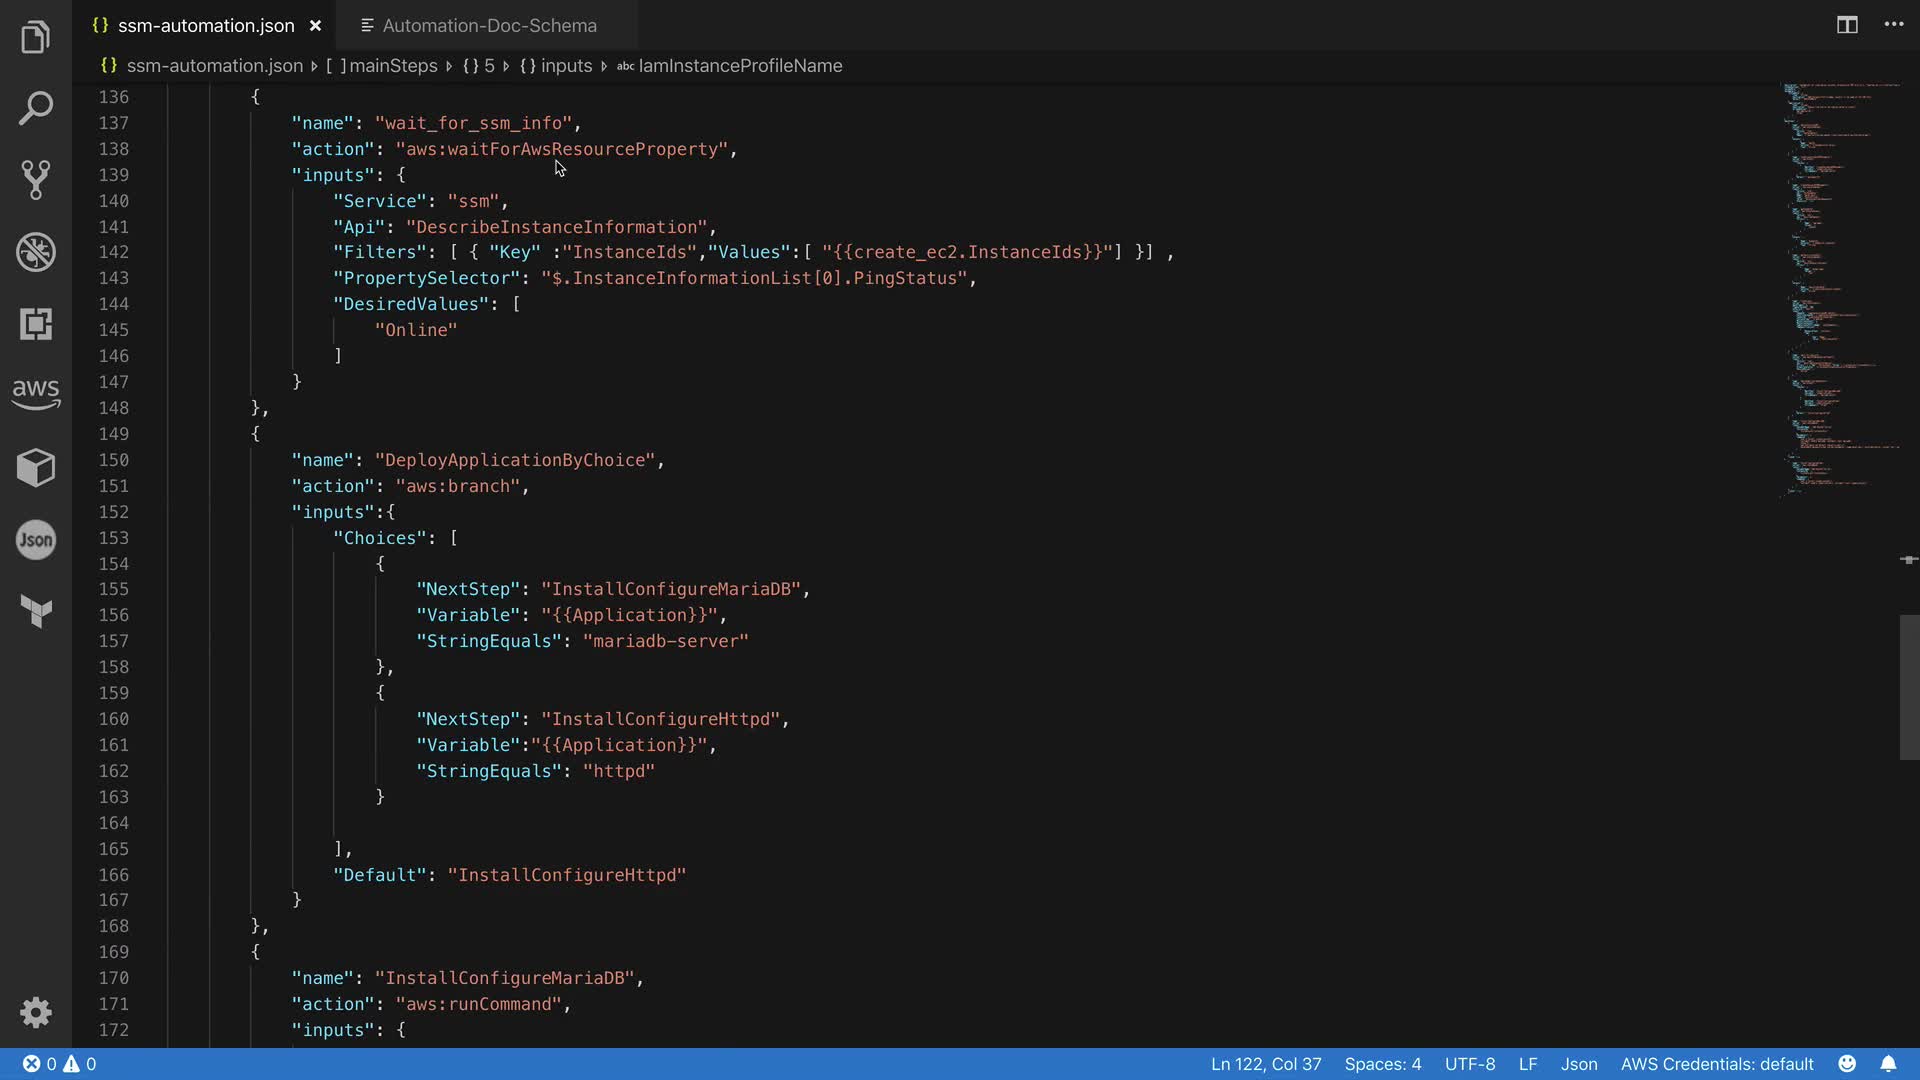 {} ssm-automation.json × Automation-Doc-Schema
{} ssm-automation.json [ ] mainSteps {} 5 {} inputs abc IamInstanceProfileName
136 {
137 "name": "wait_for_ssm_info",
138 "action": "aws:waitForAwsResourceProperty",
139 "inputs": {
140 "Service": "ssm",
141 "Api": "DescribeInstanceInformation",
142 "Filters": [ { "Key" :"InstanceIds","Values":[ "{{create_ec2.InstanceIds}}"] }] ,
143 "PropertySelector": "$.InstanceInformationList[0].PingStatus",
144 "DesiredValues": [
145 "Online"
146 ]
147 }
148 },
149 {
150 "name": "DeployApplicationByChoice",
151 "action": "aws:branch",
152 "inputs":{
153 "Choices": [
154 {
155 "NextStep": "InstallConfigureMariaDB",
156 "Variable": "{{Application}}",
157 "StringEquals": "mariadb-server"
158 },
159 {
160 "NextStep": "InstallConfigureHttpd",
161 "Variable":"{{Application}}",
162 "StringEquals": "httpd"
163 }
164
165 ],
166 "Default": "InstallConfigureHttpd"
167 }
168 },
169 {
170 "name": "InstallConfigureMariaDB",
171 "action": "aws:runCommand",
172 "inputs": {
aws
Json
0 0 Ln 122, Col 37 Spaces: 4 UTF-8 LF Json AWS Credentials: default